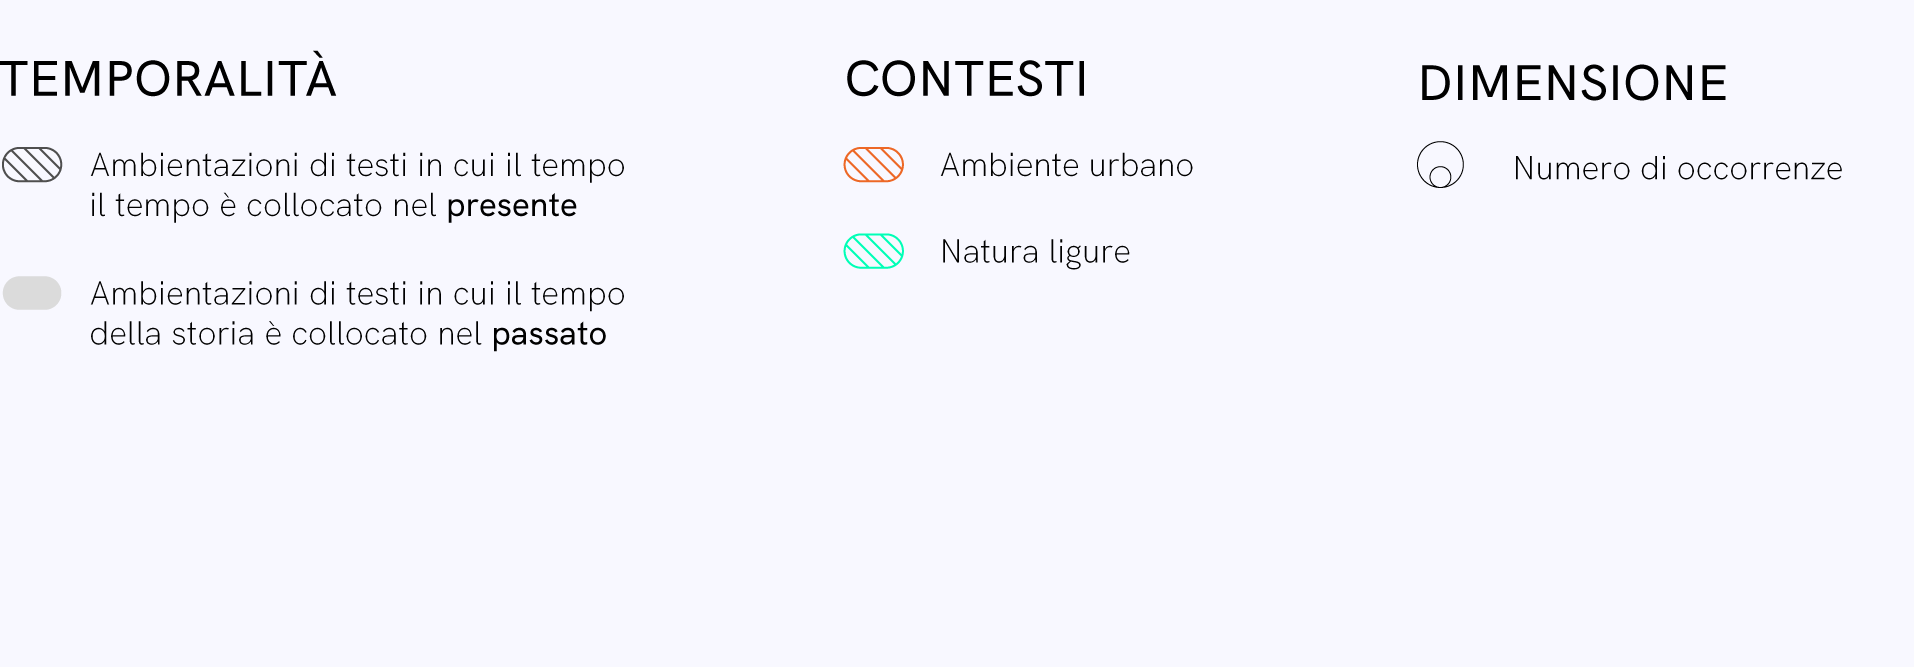 TEMPORALITÀ
Ambientazioni di testi in cui il tempo
il tempo è collocato nel presente
Ambientazioni di testi in cui il tempo
della storia è collocato nel passato
CONTESTI
Ambiente urbano
Natura ligure
DIMENSIONE
Numero di occorrenze